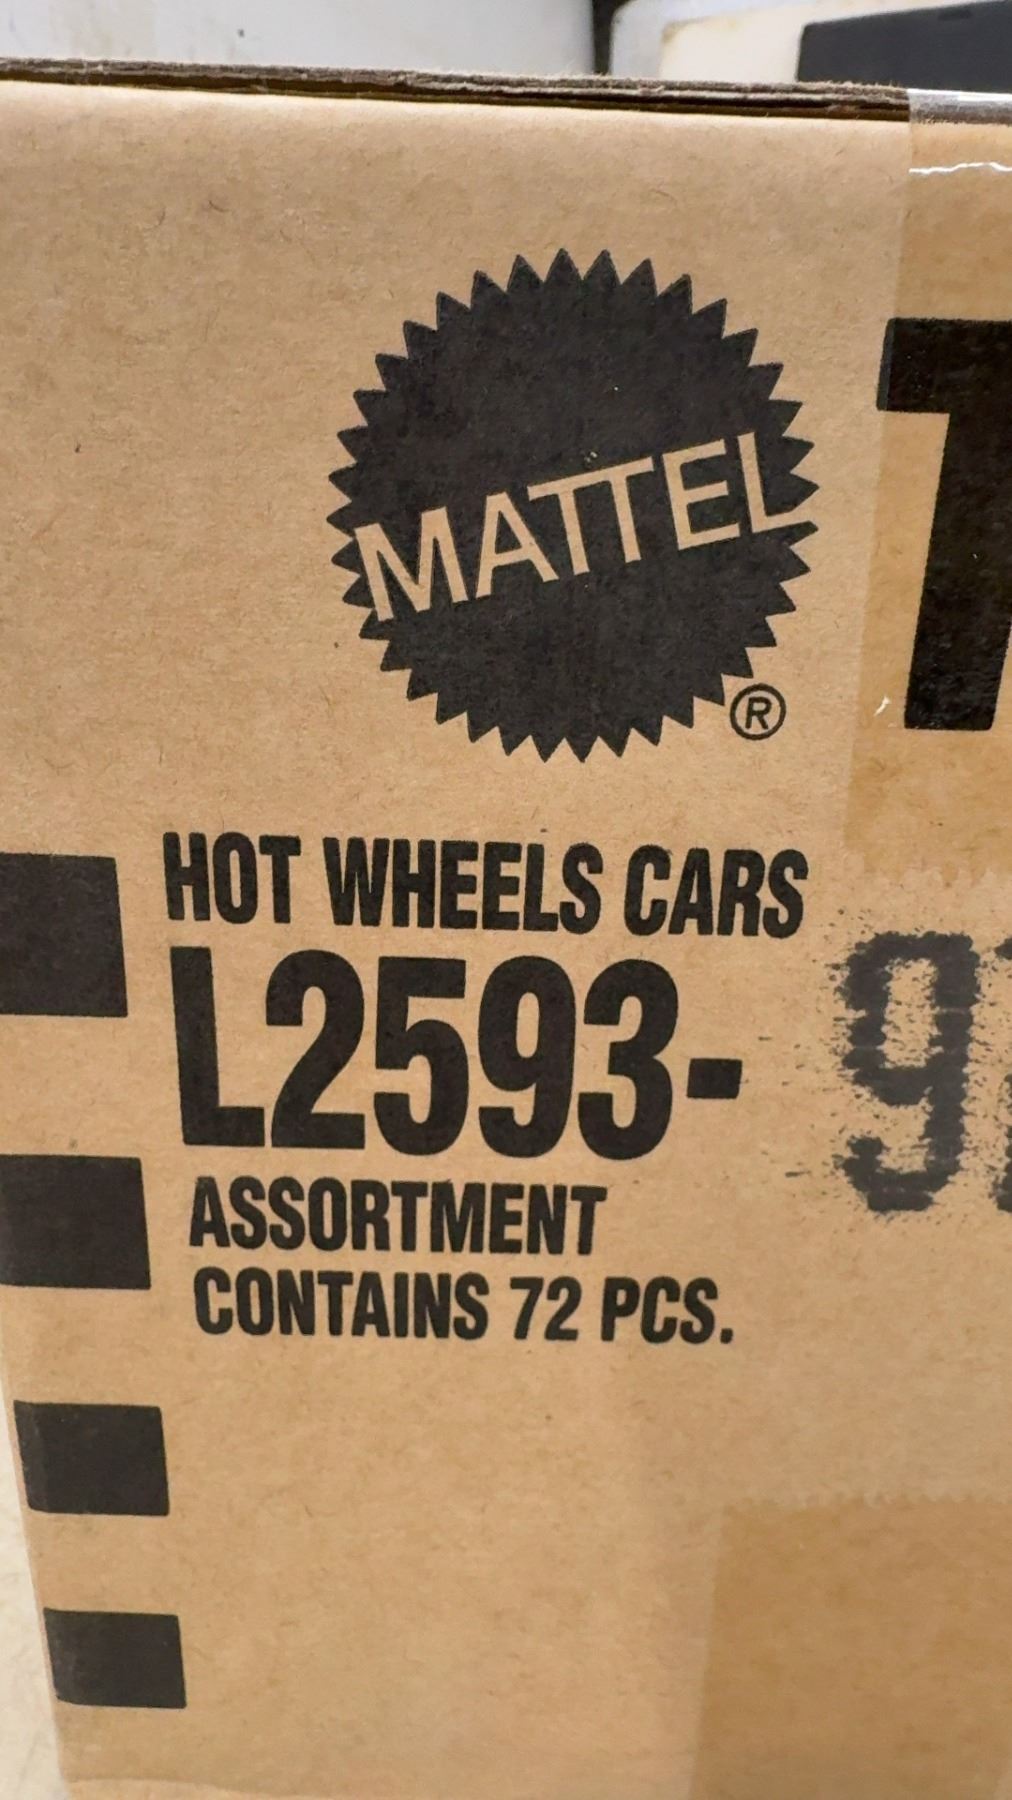 MATTEL
®
HOT WHEELS CARS
L2593-
ASSORTMENT
CONTAINS 72 PCS.